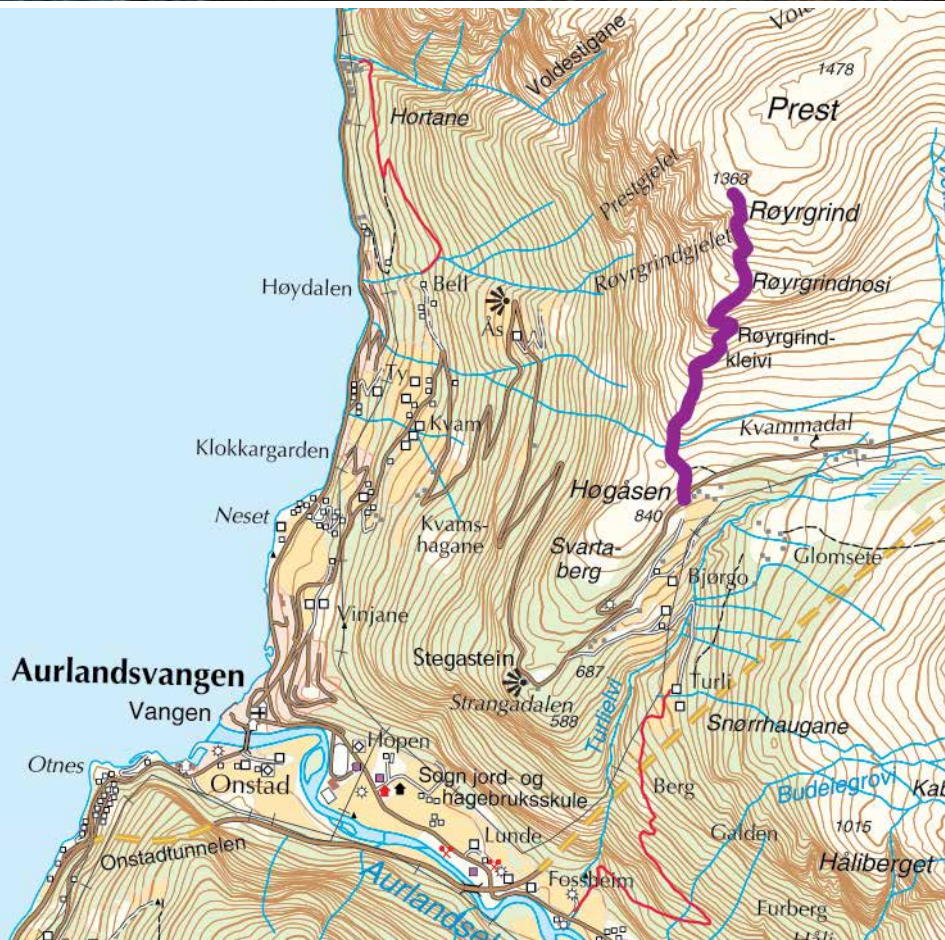 Voldestigane
1478
Prest
Hortane
Prestgjelet
1363
Røyrgrind
Røyrgrindgjelet
Høydalen
Bell
Røyrgrindnosi
Ås
Røyrgrind-
kleivi
Ty
Kvam
Kvammadal
Klokkargarden
Høgåsen
840
Neset
Kvams-
hagane
Svarta-
berg
Glomsete
Bjørgo
Vinjane
Stegastein
687
Aurlandsvangen
Turli
Strangadalen
588
Vangen
Turlielvi
Snørrhaugane
Hopen
Otnes
Onstad
Sogn jord- og
hagebruksskule
Berg
Budelegrovi
Galden
1015
Lunde
Onstadtunnelen
Håliberget
Fossheim
Furberg